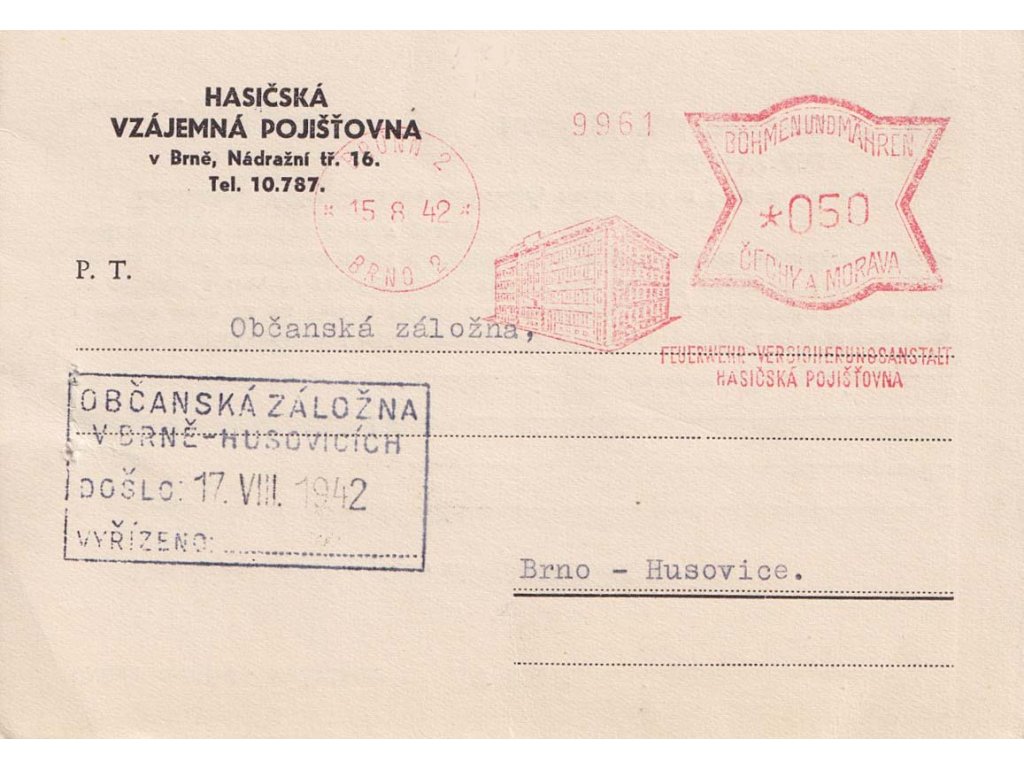 HASIČSKÁ
VZÁJEMNÁ POJIŠŤOVNA
v Brně, Nádražní tř. 16.
Tel. 10.787.
BRÜNN 2
* 15.8.42 *
BRNO 2
9961
BÖHMEN UND MÄHREN
*050
ČECHY A MORAVA
FEUERWEHR-VERSICHERUNGSANSTALT
HASIČSKÁ POJIŠŤOVNA
P. T.
Občanská záložna,
OBČANSKÁ ZÁLOŽNA
V BRNĚ-HUSOVICÍCH
DOŠLO: 17. VIII. 1942
VYŘÍZENO:
Brno - Husovice.